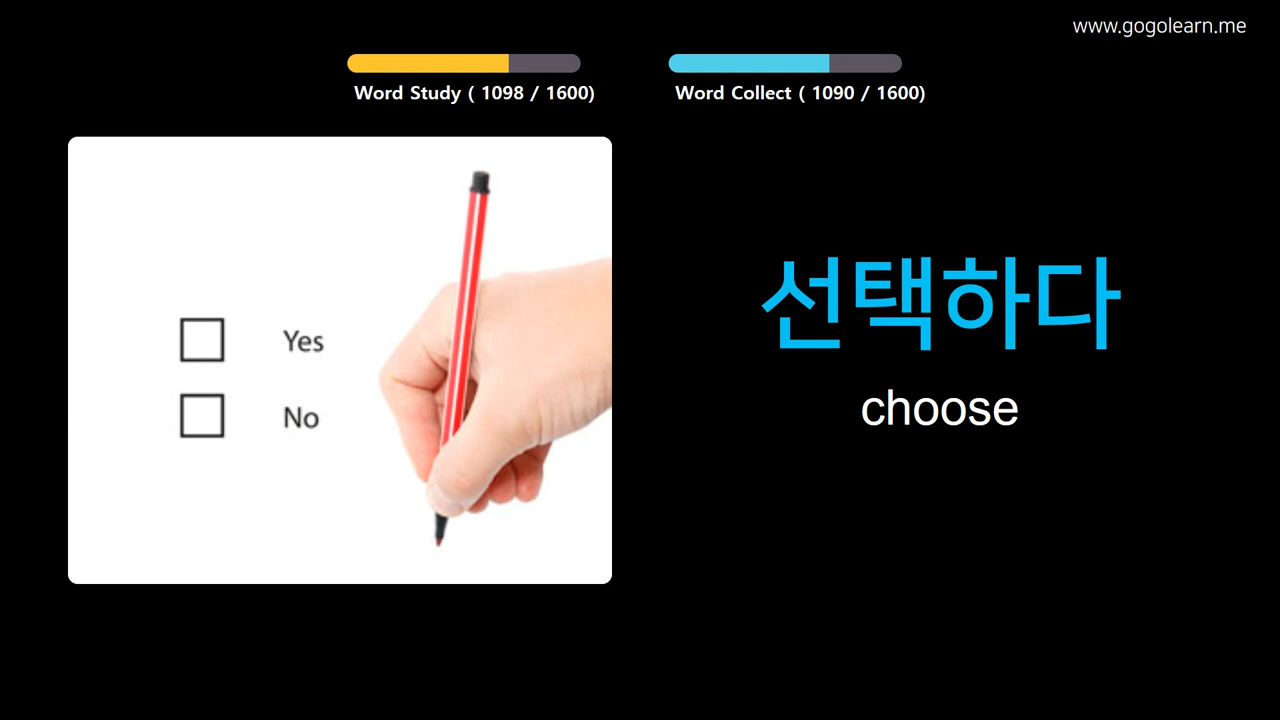 www.gogolearn.me
Word Study ( 1098 / 1600)
Word Collect ( 1090 / 1600)
Yes
No
선택하다
choose